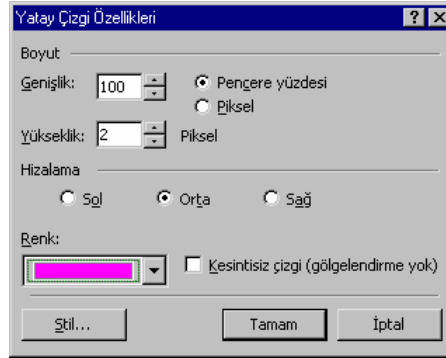 Yatay Çizgi Özellikleri
Boyut
Genişlik: 100 Pencere yüzdesi
Piksel
Yükseklik: 2 Piksel
Hizalama
Sol Orta Sağ
Renk:
Kesintisiz çizgi (gölgelendirme yok)
Stil... Tamam İptal